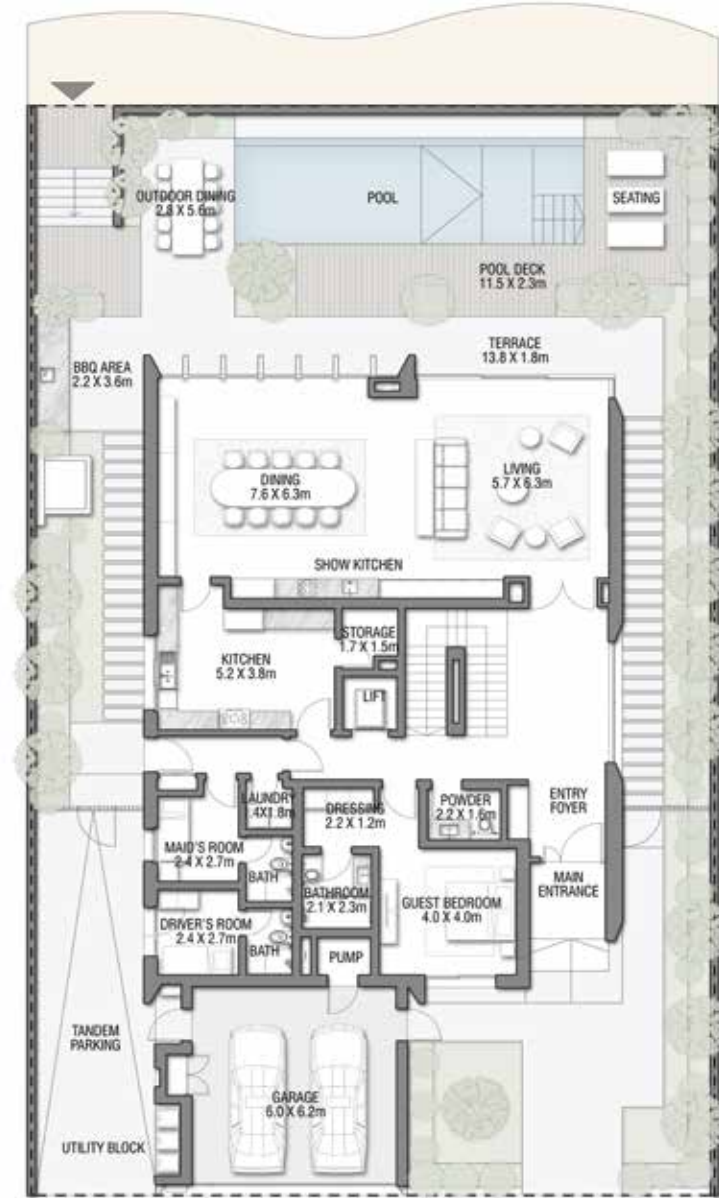 OUTDOOR DINING
2.8 X 5.6m
POOL
SEATING
POOL DECK
11.5 X 2.3m
TERRACE
13.8 X 1.8m
BBQ AREA
2.2 X 3.6m
DINING
7.6 X 6.3m
LIVING
5.7 X 6.3m
SHOW KITCHEN
STORAGE
1.7 X 1.5m
KITCHEN
5.2 X 3.8m
LIFT
LAUNDRY
.4X1.8m
DRESSING
2.2 X 1.2m
POWDER
2.2 X 1.6m
ENTRY
FOYER
MAID'S ROOM
2.4 X 2.7m
BATH
BATHROOM
2.1 X 2.3m
GUEST BEDROOM
4.0 X 4.0m
MAIN
ENTRANCE
DRIVER'S ROOM
2.4 X 2.7m
BATH
PUMP
TANDEM
PARKING
GARAGE
6.0 X 6.2m
UTILITY BLOCK